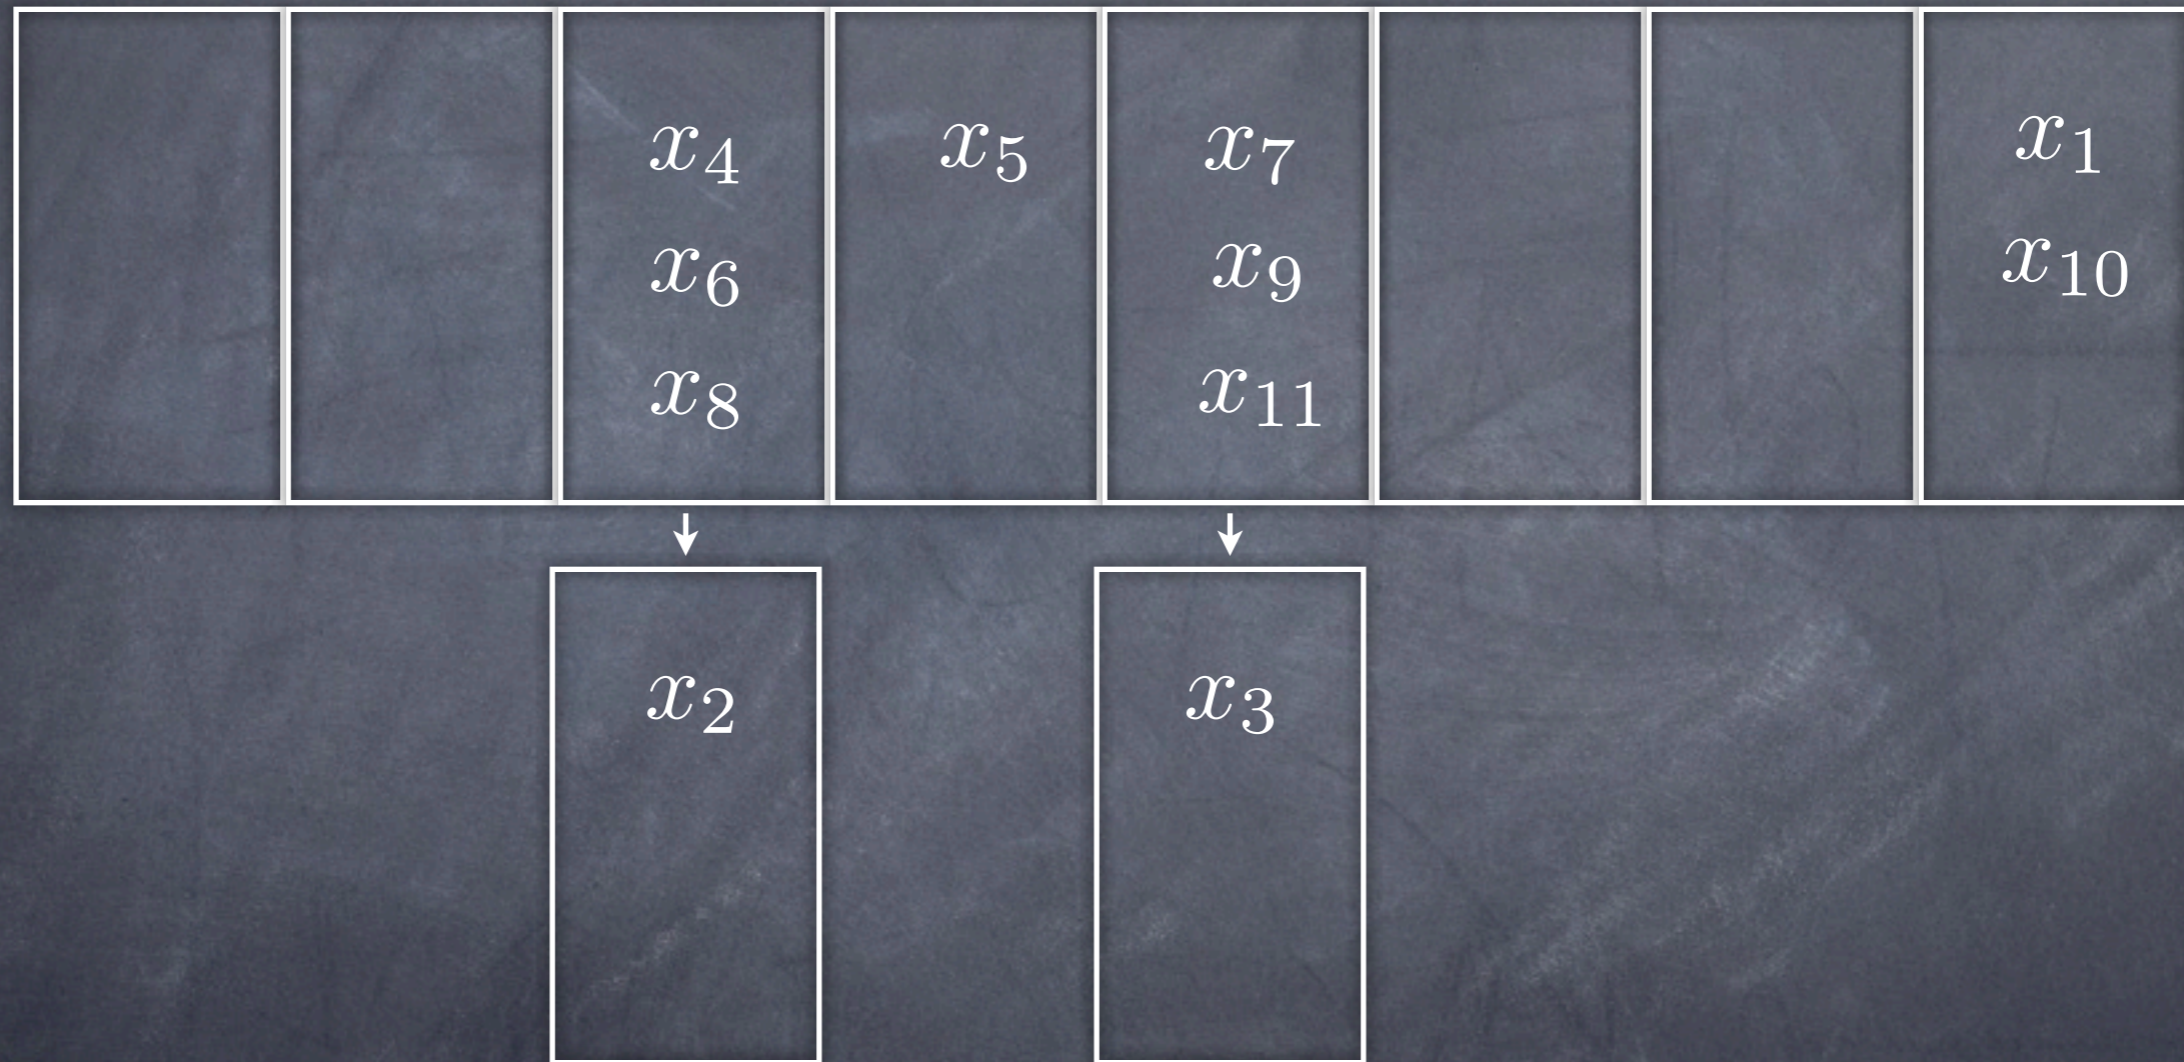 x₄ x₅ x₇ x₁
x₆ x₉ x₁₀
x₈ x₁₁
x₂ x₃